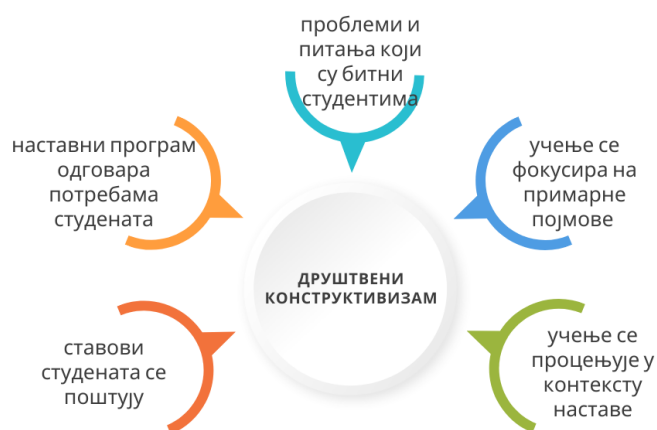 проблеми и
питања који
су битни
студентима
наставни програм
одговара
потребама
студената
учење се
фокусира на
примарне
појмове
ДРУШТВЕНИ
КОНСТРУКТИВИЗАМ
ставови
студената се
поштују
учење се
процењује у
контексту
наставе